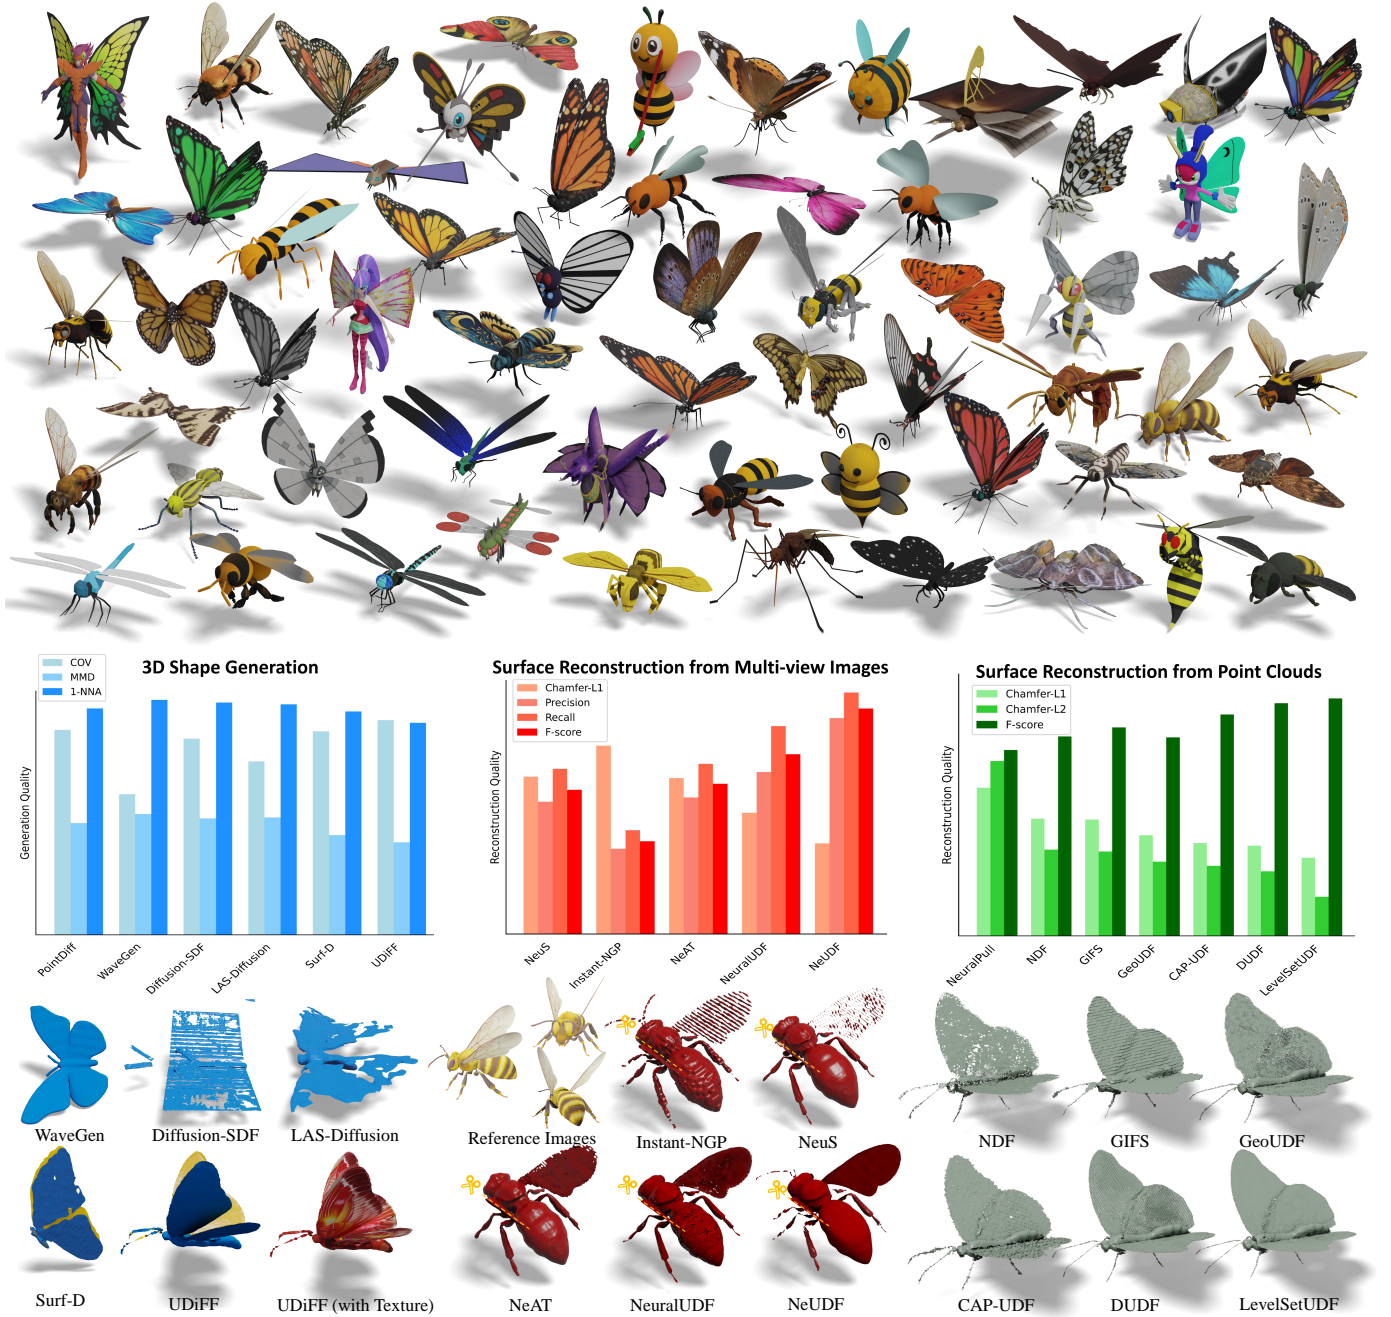 3D Shape Generation
COV
MMD
1-NNA
Generation Quality
PointDiff
WaveGen
Diffusion-SDF
LAS-Diffusion
Surf-D
UDiFF
Surface Reconstruction from Multi-view Images
Chamfer-L1
Precision
Recall
F-score
Reconstruction Quality
NeuS
Instant-NGP
NeAT
NeuralUDF
NeUDF
Surface Reconstruction from Point Clouds
Chamfer-L1
Chamfer-L2
F-score
Reconstruction Quality
NeuralPull
NDF
GIFS
GeoUDF
CAP-UDF
DUDF
LevelSetUDF
WaveGen
Diffusion-SDF
LAS-Diffusion
Reference Images
Instant-NGP
NeuS
NDF
GIFS
GeoUDF
Surf-D
UDiFF
UDiFF (with Texture)
NeAT
NeuralUDF
NeUDF
CAP-UDF
DUDF
LevelSetUDF